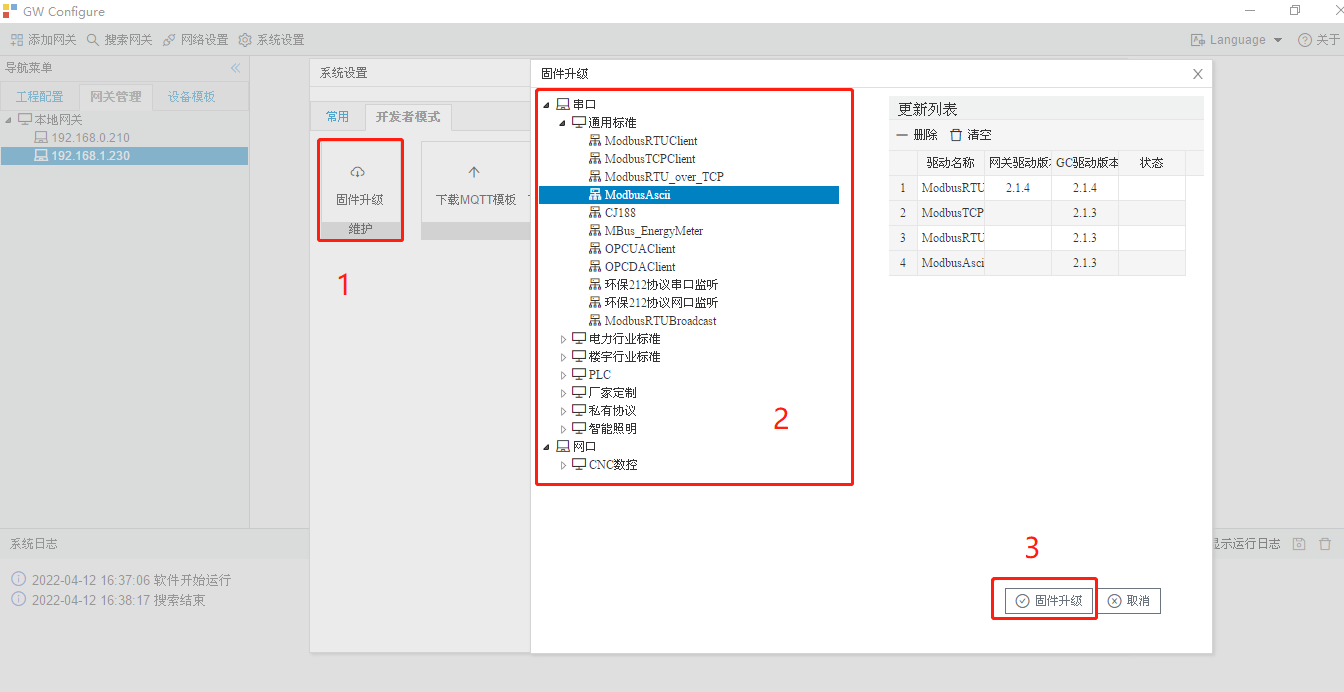 GW Configure
添加网关 搜索网关 网络设置 系统设置 Language 关于
导航菜单
工程配置 网关管理 设备模板
本地网关
192.168.0.210
192.168.1.230
系统设置
常用 开发者模式
固件升级
维护
下载MQTT模板
1
固件升级
串口
通用标准
ModbusRTUClient
ModbusTCPClient
ModbusRTU_over_TCP
ModbusAscii
CJ188
MBus_EnergyMeter
OPCUAClient
OPCDAClient
环保212协议串口监听
环保212协议网口监听
ModbusRTUBroadcast
电力行业标准
楼宇行业标准
PLC
厂家定制
私有协议
智能照明
网口
CNC数控
2
更新列表
删除 清空
驱动名称 网关驱动版本 GC驱动版本 状态
1 ModbusRTU 2.1.4 2.1.4
2 ModbusTCP 2.1.3
3 ModbusRTU 2.1.3
4 ModbusAscii 2.1.3
3
固件升级 取消
系统日志
显示运行日志
2022-04-12 16:37:06 软件开始运行
2022-04-12 16:38:17 搜索结束